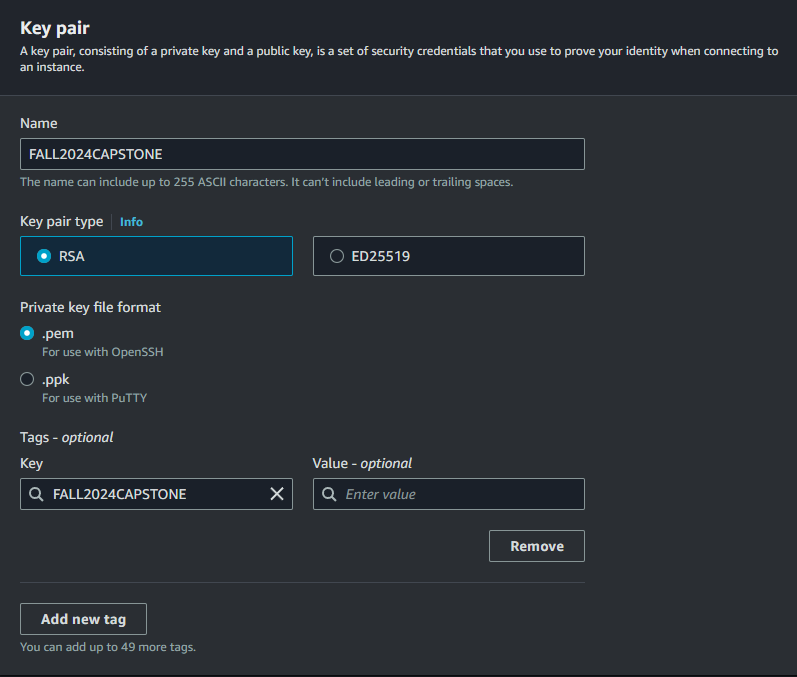 Key pair
A key pair, consisting of a private key and a public key, is a set of security credentials that you use to prove your identity when connecting to
an instance.
Name
FALL2024CAPSTONE
The name can include up to 255 ASCII characters. It can't include leading or trailing spaces.
Key pair type Info
RSA ED25519
Private key file format
.pem
For use with OpenSSH
.ppk
For use with PuTTY
Tags - optional
Key Value - optional
FALL2024CAPSTONE Enter value
Remove
Add new tag
You can add up to 49 more tags.